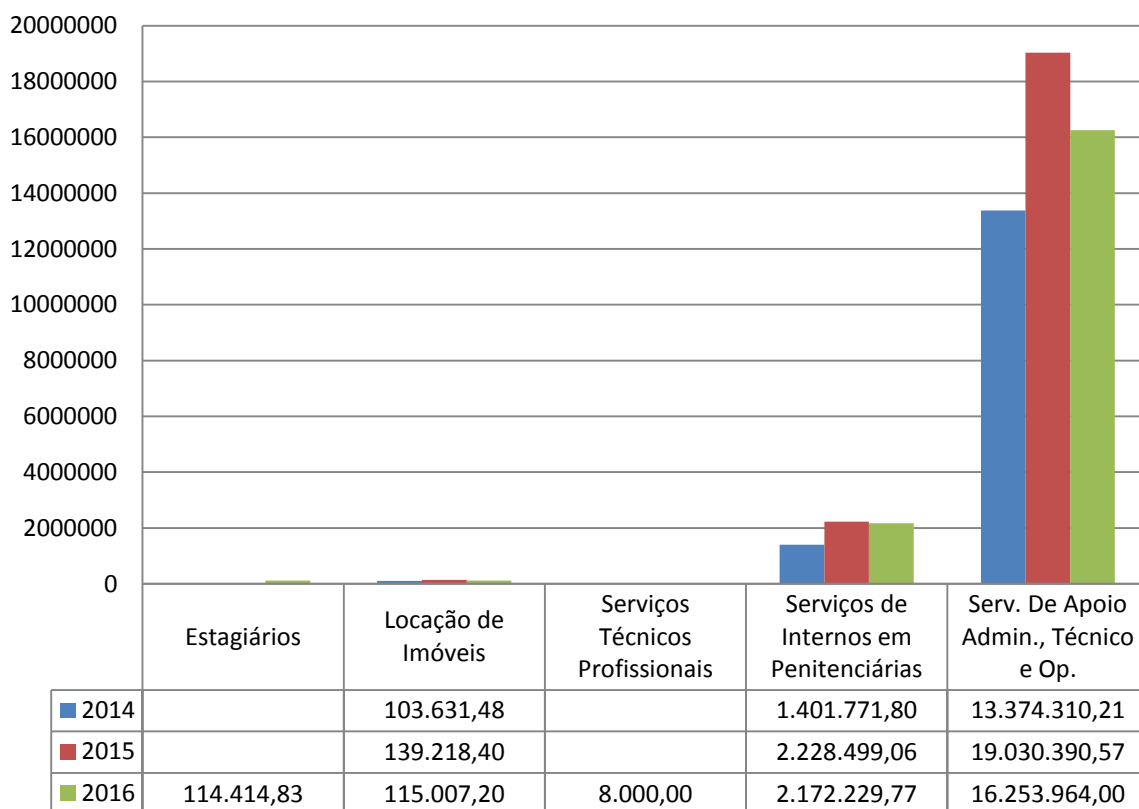 20000000
18000000
16000000
14000000
12000000
10000000
8000000
6000000
4000000
2000000
0
Estagiários
Locação de
Imóveis
Serviços
Técnicos
Profissionais
Serviços de
Internos em
Penitenciárias
Serv. De Apoio
Admin., Técnico
e Op.
2014 103.631,48 1.401.771,80 13.374.310,21
2015 139.218,40 2.228.499,06 19.030.390,57
2016 114.414,83 115.007,20 8.000,00 2.172.229,77 16.253.964,00